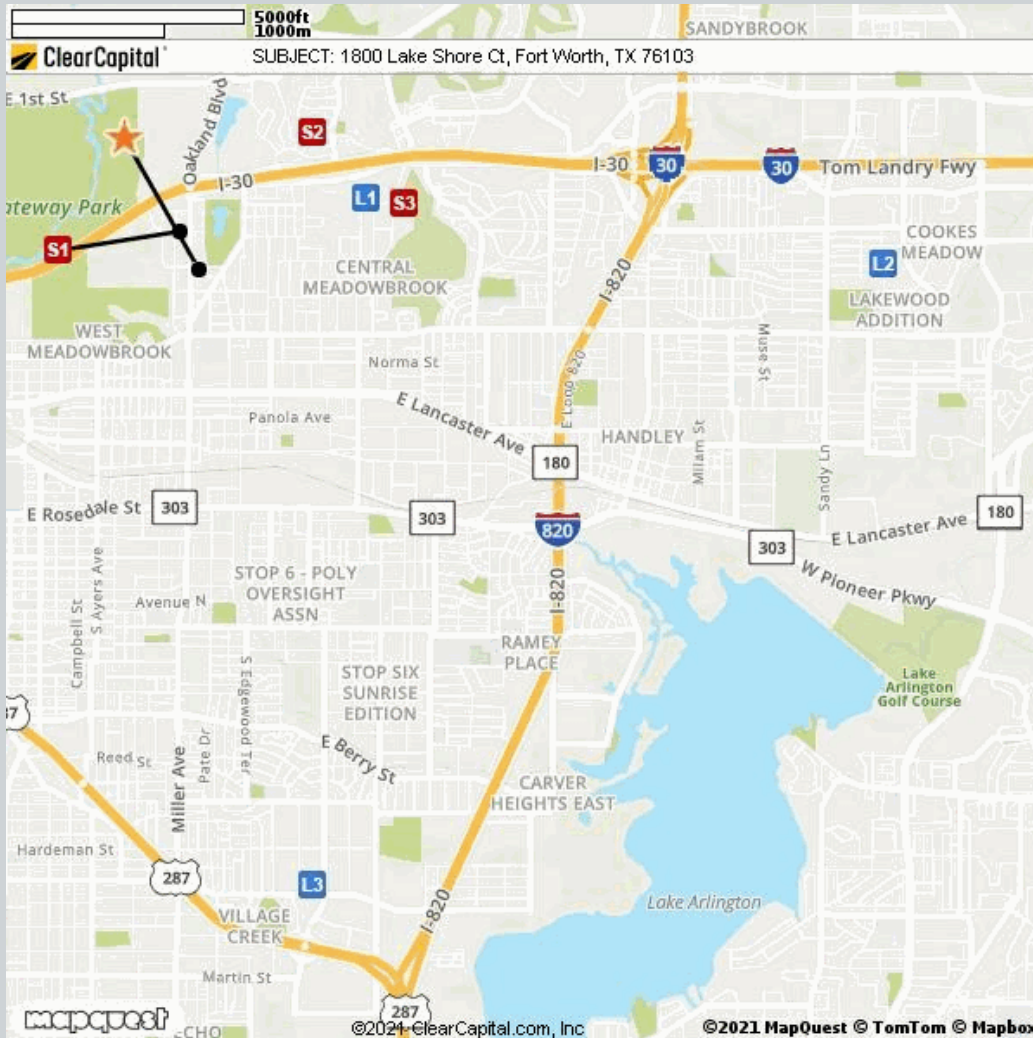 5000ft
1000m
SANDYBROOK
ClearCapital
SUBJECT: 1800 Lake Shore Ct, Fort Worth, TX 76103
E 1st St
Oakland Blvd
S2
I-30
I-30
30
30
Tom Landry Fwy
L1
S3
ateway Park
S1
I-820
COOKES
MEADOW
L2
CENTRAL
MEADOWBROOK
LAKEWOOD
ADDITION
WEST
MEADOWBROOK
Norma St
E Loop 820
Muse St
Panola Ave
E Lancaster Ave
HANDLEY
Milam St
180
Sandy Ln
E Rosedale St
303
303
820
303
E Lancaster Ave
180
W Pioneer Pkwy
S Ayers Ave
Campbell St
STOP 6 - POLY
OVERSIGHT
ASSN
Avenue N
I-820
RAMEY
PLACE
S Edgewood Ter
STOP SIX
SUNRISE
EDITION
Lake
Arlington
Golf Course
37
Reed St
Pate Dr
Miller Ave
E Berry St
CARVER
HEIGHTS EAST
Hardeman St
287
L3
I-820
Lake Arlington
VILLAGE
CREEK
Martin St
287
mapquest
ECHO
©2024 ClearCapital.com, Inc
©2021 MapQuest © TomTom © Mapbox